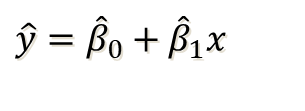 ŷ = β̂₀ + β̂₁x